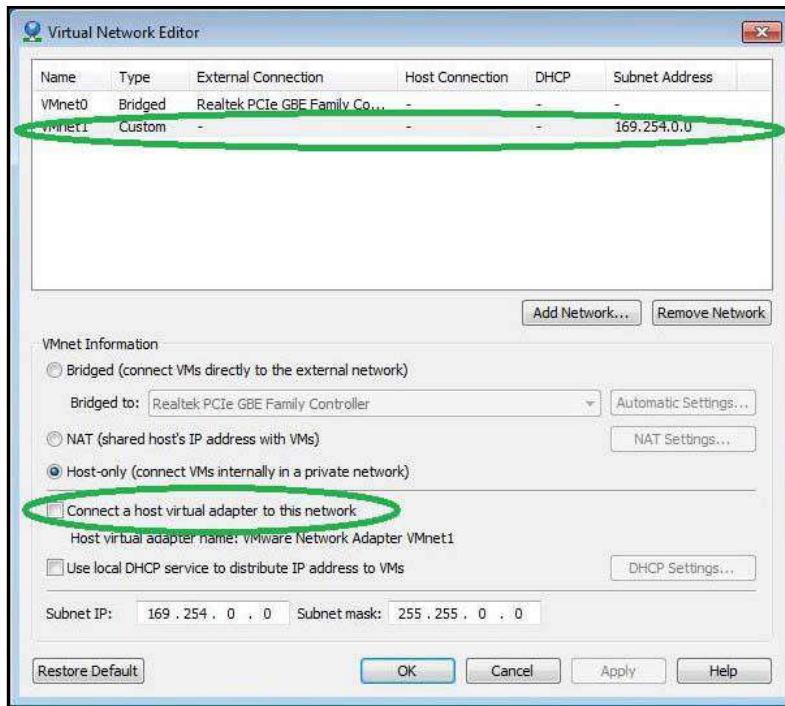 Virtual Network Editor
Name Type External Connection Host Connection DHCP Subnet Address
VMnet0 Bridged Realtek PCIe GBE Family Co... - - -
VMnet1 Custom - - - 169.254.0.0
Add Network... Remove Network
VMnet Information
Bridged (connect VMs directly to the external network)
Bridged to: Realtek PCIe GBE Family Controller Automatic Settings...
NAT (shared host's IP address with VMs) NAT Settings...
Host-only (connect VMs internally in a private network)
Connect a host virtual adapter to this network
Host virtual adapter name: VMware Network Adapter VMnet1
Use local DHCP service to distribute IP address to VMs DHCP Settings...
Subnet IP: 169 . 254 . 0 . 0 Subnet mask: 255 . 255 . 0 . 0
Restore Default OK Cancel Apply Help